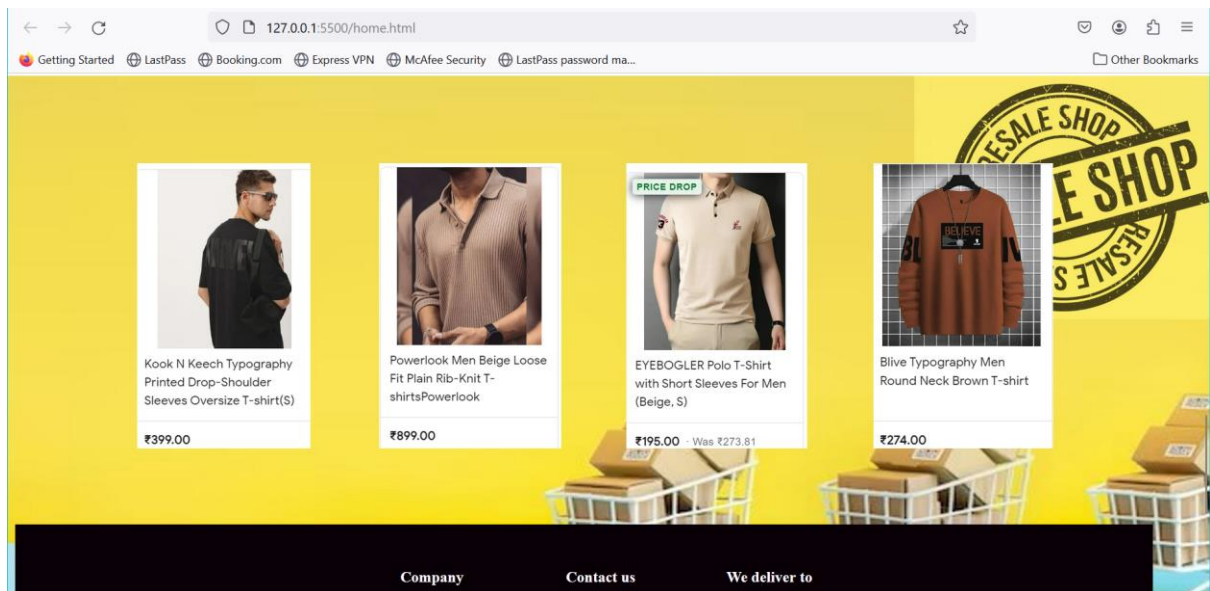 127.0.0.1:5500/home.html
Getting Started LastPass Booking.com Express VPN McAfee Security LastPass password ma... Other Bookmarks
RESALE SHOP
LE SHOP
RESALE S
PRICE DROP
BELIEVE
BL IV
Kook N Keech Typography
Printed Drop-Shoulder
Sleeves Oversize T-shirt(S)
₹399.00
Powerlook Men Beige Loose
Fit Plain Rib-Knit T-
shirtsPowerlook
₹899.00
EYEBOGLER Polo T-Shirt
with Short Sleeves For Men
(Beige, S)
₹195.00 · Was ₹273.81
Blive Typography Men
Round Neck Brown T-shirt
₹274.00
Company Contact us We deliver to